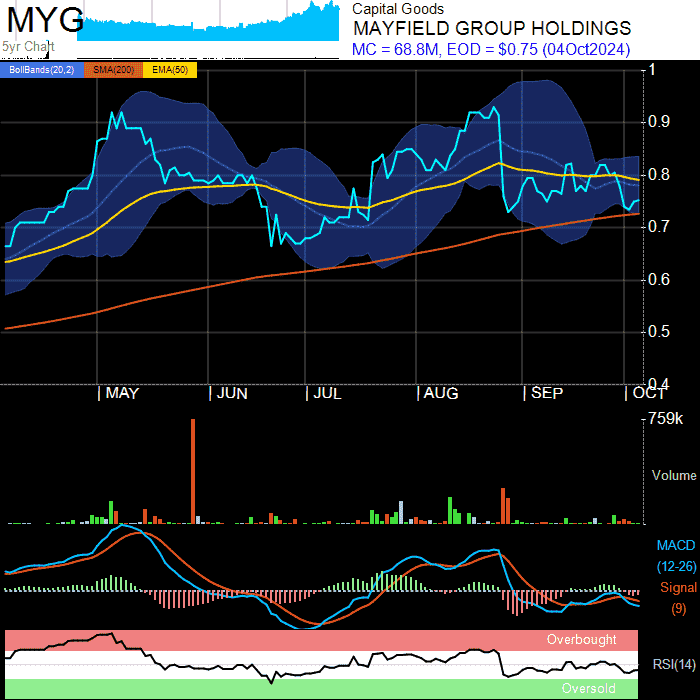 MYG
5yr Chart
Capital Goods
MAYFIELD GROUP HOLDINGS
MC = 68.8M, EOD = $0.75 (04Oct2024)
BollBands(20,2) SMA(200) EMA(50)
1
0.9
0.8
0.7
0.6
0.5
0.4
MAY JUN JUL AUG SEP OCT
759k
Volume
MACD
(12-26)
Signal
(9)
Overbought
RSI(14)
Oversold